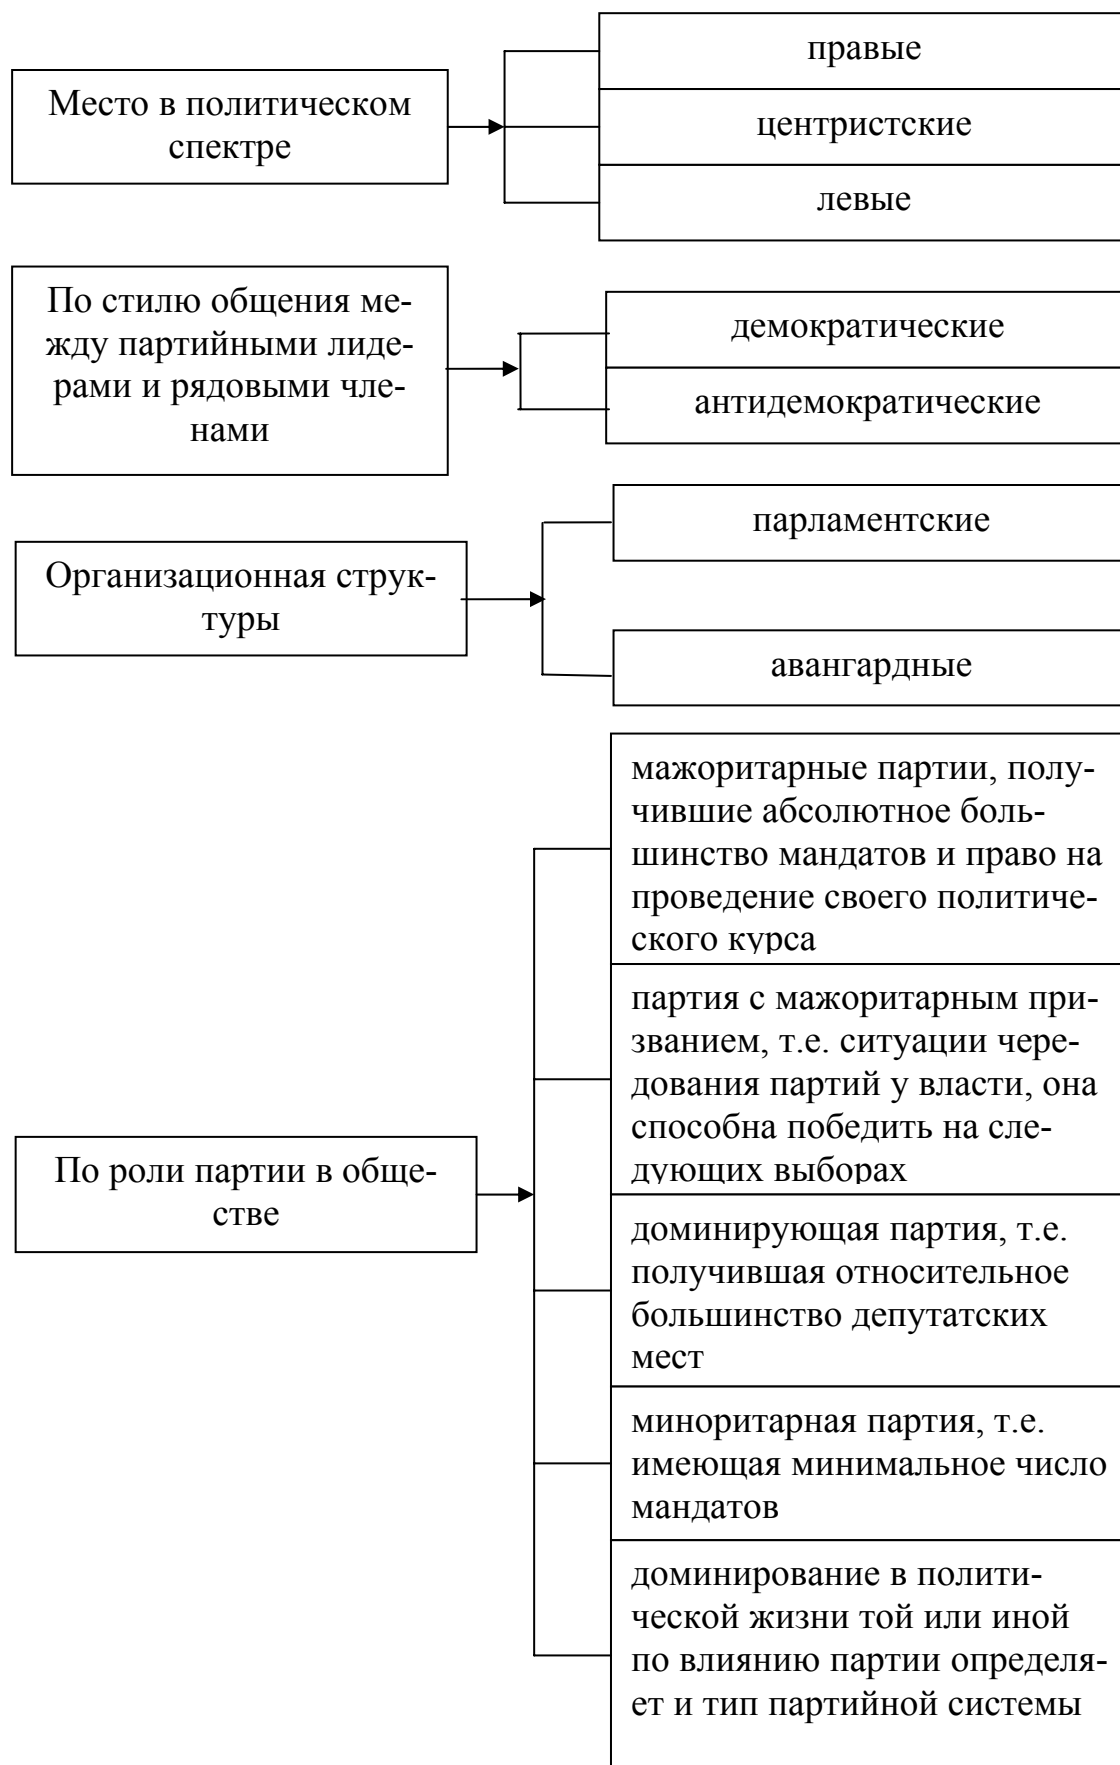 Место в политическом
спектре
правые
центристские
левые
По стилю общения ме-
жду партийными лиде-
рами и рядовыми чле-
нами
демократические
антидемократические
Организационная струк-
туры
парламентские
авангардные
По роли партии в обще-
стве
мажоритарные партии, полу-
чившие абсолютное боль-
шинство мандатов и право на
проведение своего политиче-
ского курса
партия с мажоритарным при-
званием, т.е. ситуации чере-
дования партий у власти, она
способна победить на сле-
дующих выборах
доминирующая партия, т.е.
получившая относительное
большинство депутатских
мест
миноритарная партия, т.е.
имеющая минимальное число
мандатов
доминирование в полити-
ческой жизни той или иной
по влиянию партии определя-
ет и тип партийной системы